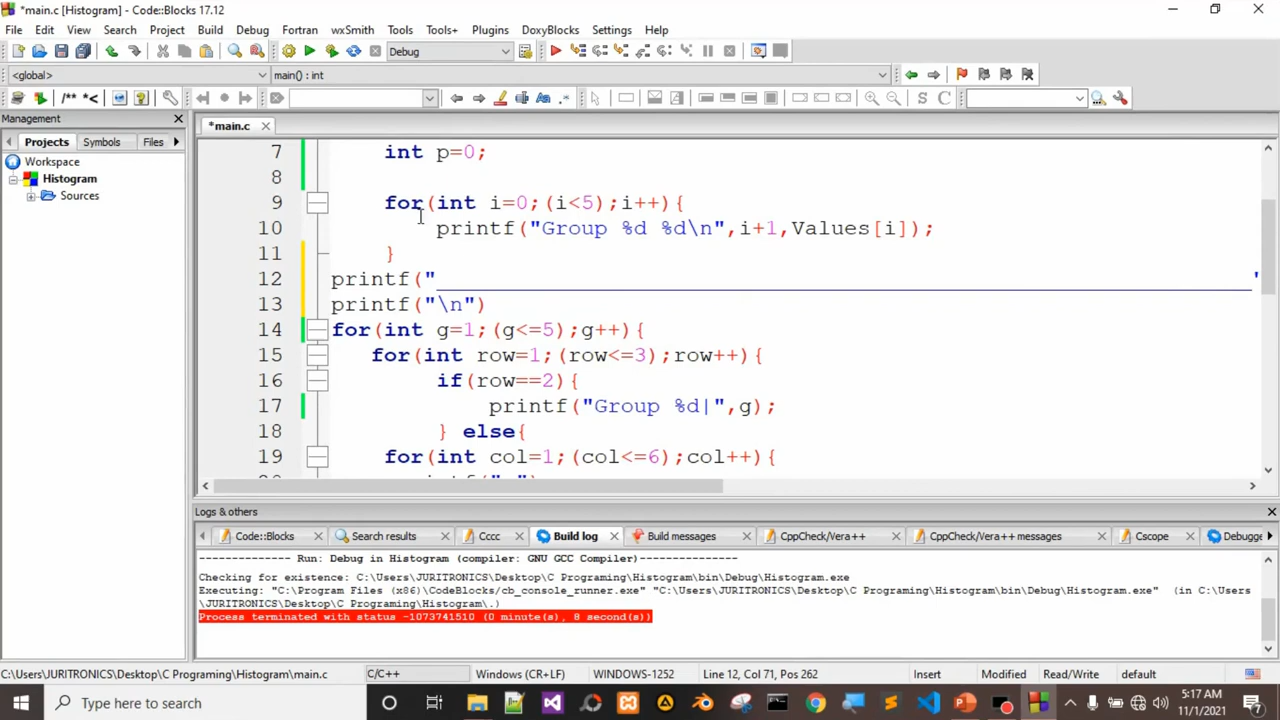 *main.c [Histogram] - Code::Blocks 17.12
File Edit View Search Project Build Debug Fortran wxSmith Tools Tools+ Plugins DoxyBlocks Settings Help
Debug
<global> main() : int
/** *<
S C
Management
*main.c
Projects Symbols Files
Workspace
Histogram
Sources
7 int p=0;
8
9 for(int i=0;(i<5);i++){
10 printf("Group %d %d\n",i+1,Values[i]);
11 }
12 printf("______________________________________________________________'
13 printf("\n")
14 for(int g=1;(g<=5);g++){
15 for(int row=1;(row<=3);row++){
16 if(row==2){
17 printf("Group %d|",g);
18 } else{
19 for(int col=1;(col<=6);col++){
Logs & others
Code::Blocks Search results Cccc Build log Build messages CppCheck/Vera++ CppCheck/Vera++ messages Cscope Debugge
-------------- Run: Debug in Histogram (compiler: GNU GCC Compiler)---------------
Checking for existence: C:\Users\JURITRONICS\Desktop\C Programing\Histogram\bin\Debug\Histogram.exe
Executing: "C:\Program Files (x86)\CodeBlocks/cb_console_runner.exe" "C:\Users\JURITRONICS\Desktop\C Programing\Histogram\bin\Debug\Histogram.exe" (in C:\Users
\JURITRONICS\Desktop\C Programing\Histogram\.)
Process terminated with status -1073741510 (0 minute(s), 8 second(s))
C:\Users\JURITRONICS\Desktop\C Programing\Histogram\main.c C/C++ Windows (CR+LF) WINDOWS-1252 Line 12, Col 71, Pos 262 Insert Modified Read/Write default
Type here to search
5:17 AM
11/1/2021
7